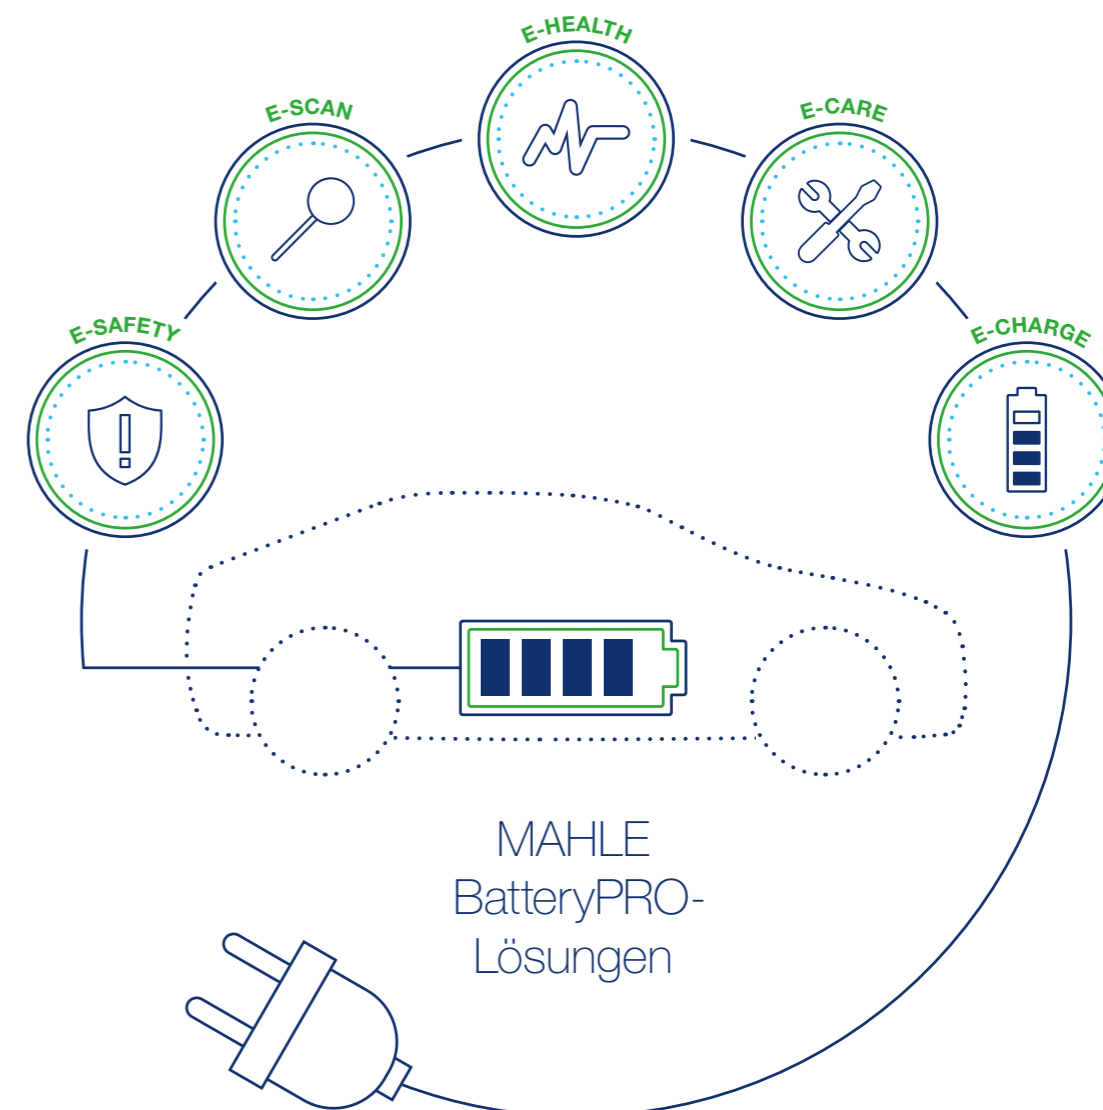 E-HEALTH
E-SCAN
E-CARE
E-SAFETY
E-CHARGE
MAHLE
BatteryPRO-
Lösungen